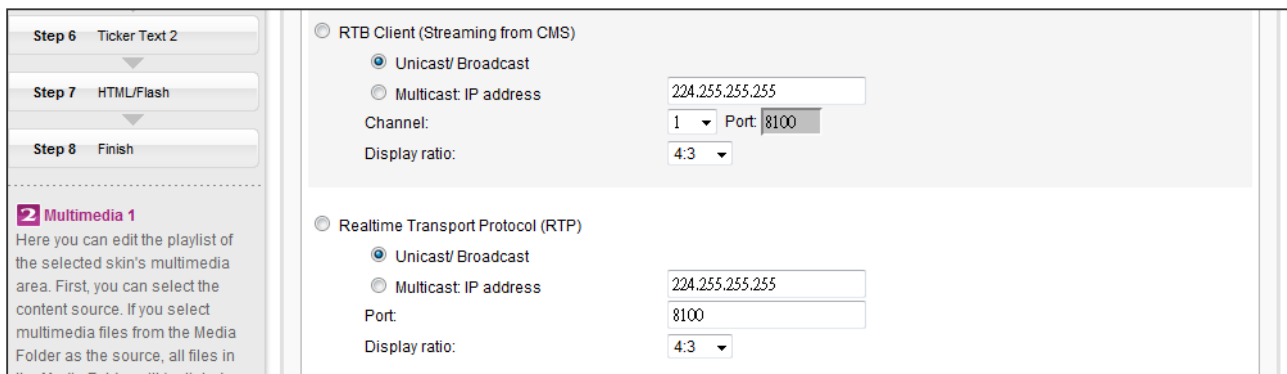 Step 6 Ticker Text 2
Step 7 HTML/Flash
Step 8 Finish
2 Multimedia 1
Here you can edit the playlist of
the selected skin's multimedia
area. First, you can select the
content source. If you select
multimedia files from the Media
Folder as the source, all files in
RTB Client (Streaming from CMS)
Unicast/ Broadcast
Multicast: IP address 224.255.255.255
Channel: 1 Port: 8100
Display ratio: 4:3
Realtime Transport Protocol (RTP)
Unicast/ Broadcast
Multicast: IP address 224.255.255.255
Port: 8100
Display ratio: 4:3